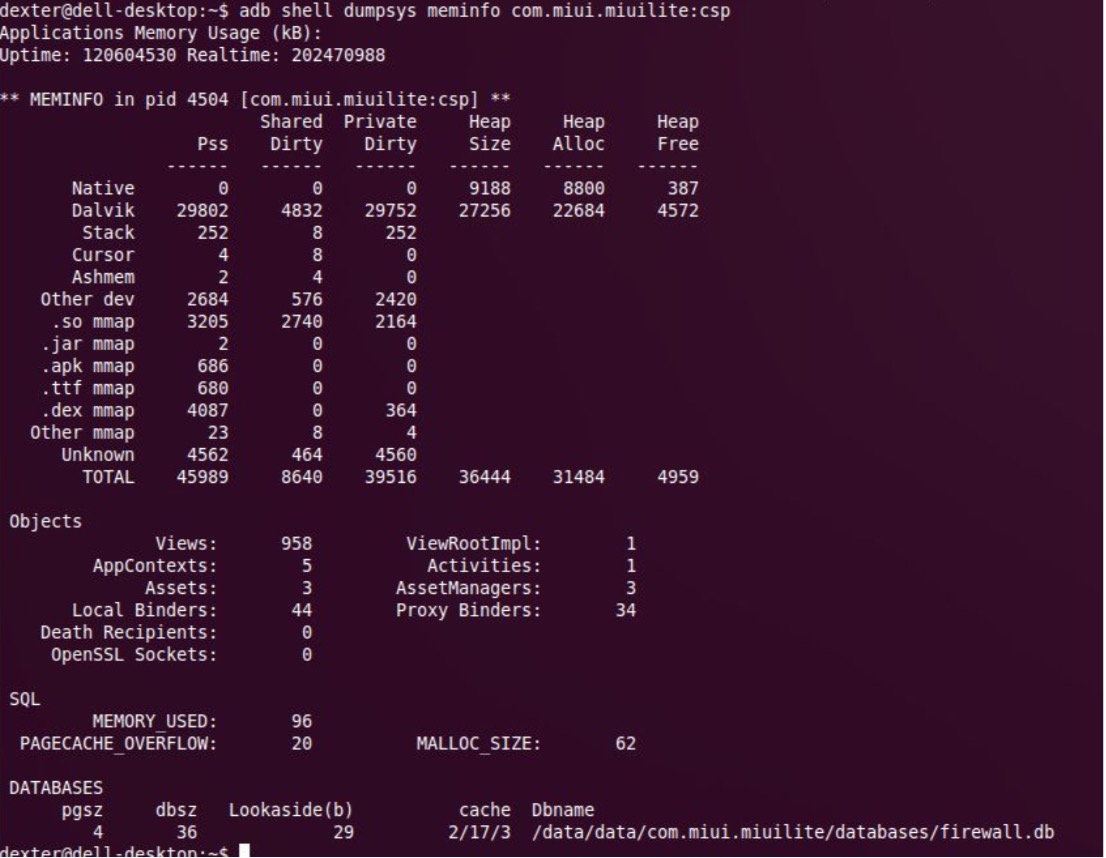 dexter@dell-desktop:~$ adb shell dumpsys meminfo com.miui.miuilite:csp
Applications Memory Usage (kB):
Uptime: 120604530 Realtime: 202470988
** MEMINFO in pid 4504 [com.miui.miuilite:csp] **
Shared Private Heap Heap Heap
Pss Dirty Dirty Size Alloc Free
------ ------ ------ ------ ------ ------
Native 0 0 0 9188 8800 387
Dalvik 29802 4832 29752 27256 22684 4572
Stack 252 8 252
Cursor 4 8 0
Ashmem 2 4 0
Other dev 2684 576 2420
.so mmap 3205 2740 2164
.jar mmap 2 0 0
.apk mmap 686 0 0
.ttf mmap 680 0 0
.dex mmap 4087 0 364
Other mmap 23 8 4
Unknown 4562 464 4560
TOTAL 45989 8640 39516 36444 31484 4959
Objects
Views: 958 ViewRootImpl: 1
AppContexts: 5 Activities: 1
Assets: 3 AssetManagers: 3
Local Binders: 44 Proxy Binders: 34
Death Recipients: 0
OpenSSL Sockets: 0
SQL
MEMORY_USED: 96
PAGECACHE_OVERFLOW: 20 MALLOC_SIZE: 62
DATABASES
pgsz dbsz Lookaside(b) cache Dbname
4 36 29 2/17/3 /data/data/com.miui.miuilite/databases/firewall.db
dexter@dell-desktop:~$